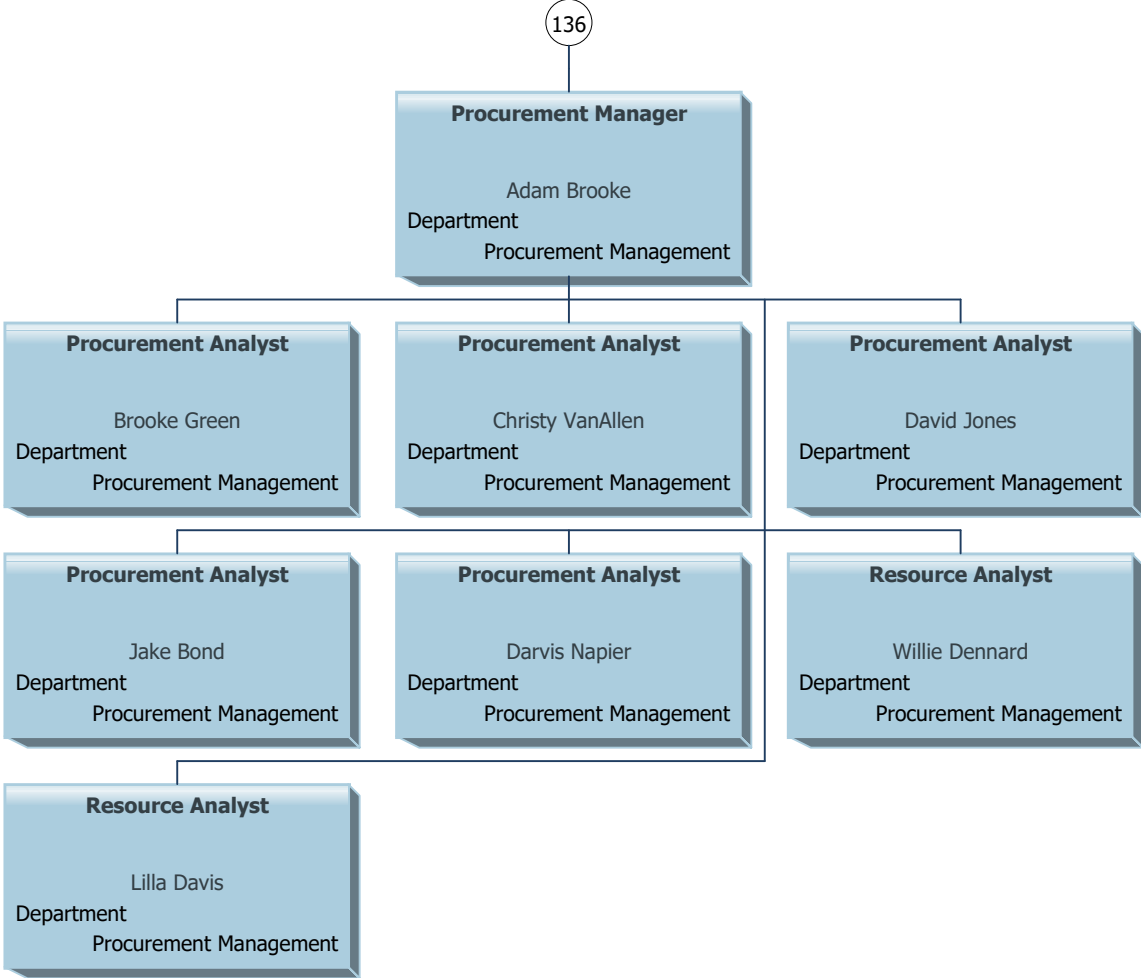 136
Procurement Manager
Adam Brooke
Department
Procurement Management
Procurement Analyst
Brooke Green
Department
Procurement Management
Procurement Analyst
Christy VanAllen
Department
Procurement Management
Procurement Analyst
David Jones
Department
Procurement Management
Procurement Analyst
Jake Bond
Department
Procurement Management
Procurement Analyst
Darvis Napier
Department
Procurement Management
Resource Analyst
Willie Dennard
Department
Procurement Management
Resource Analyst
Lilla Davis
Department
Procurement Management